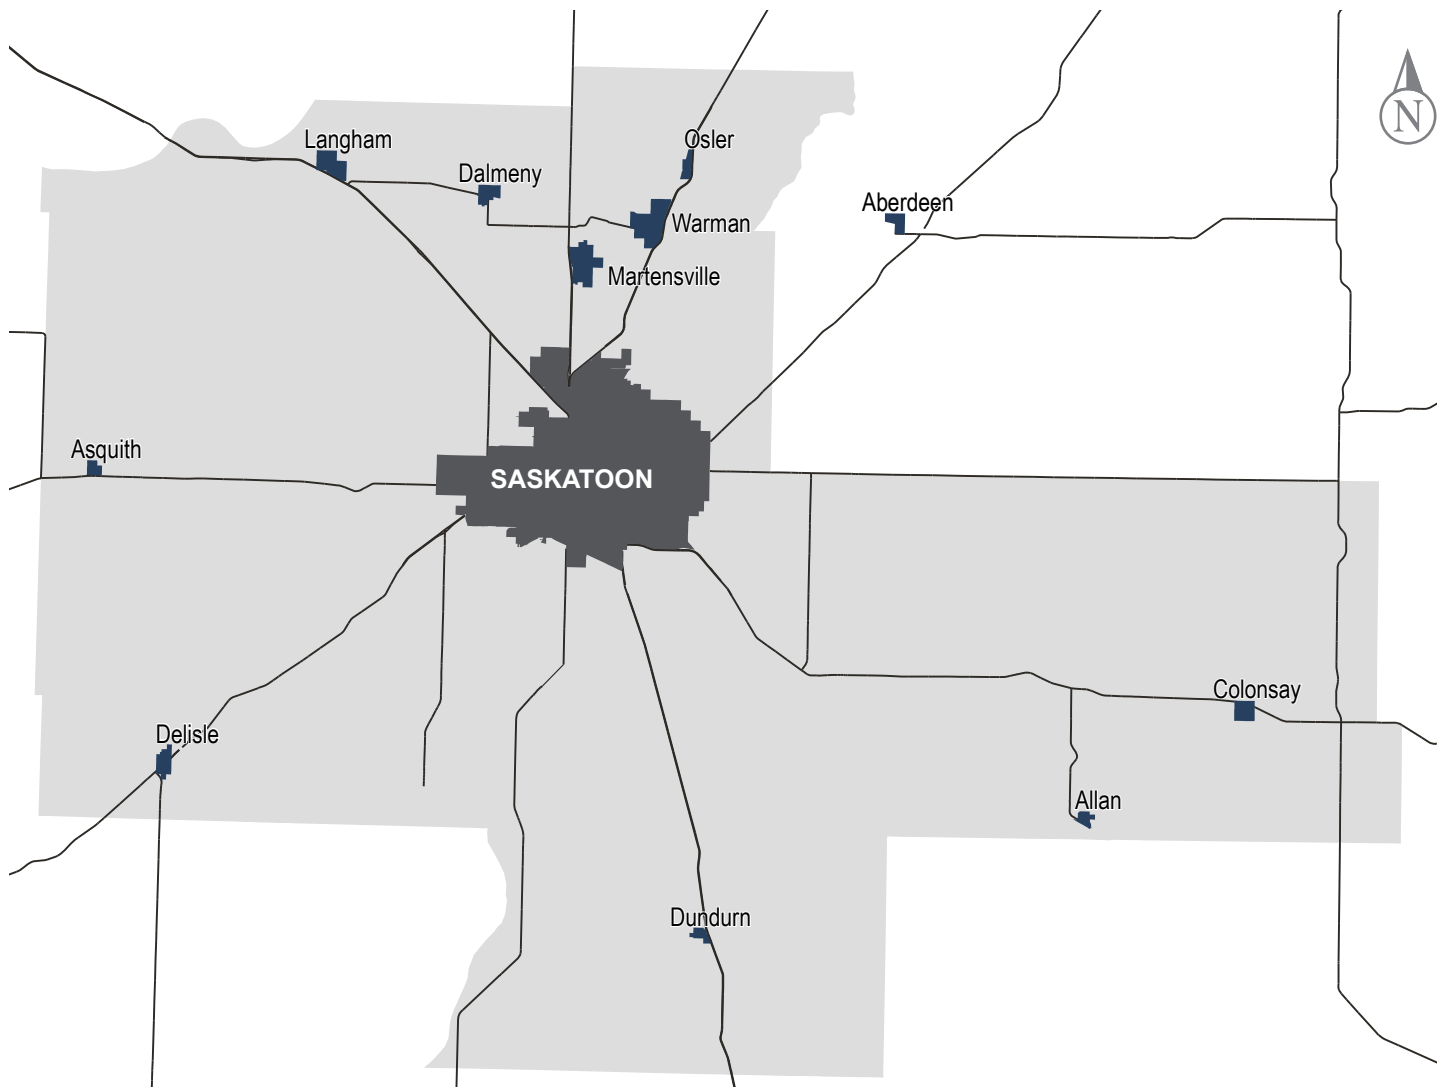 Osler
Langham
Dalmeny
Aberdeen
Warman
Martensville
N
Asquith
SASKATOON
Colonsay
Delisle
Allan
Dundurn